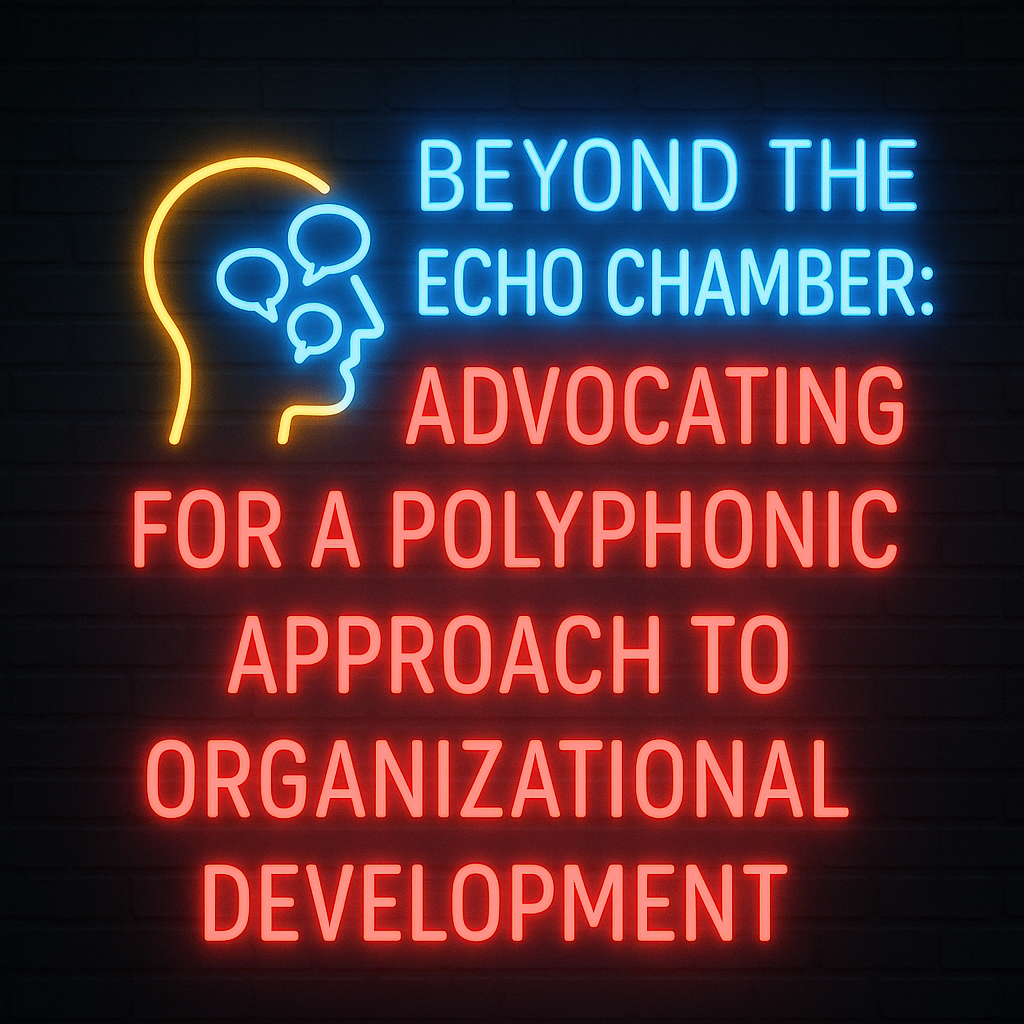 BEYOND THE
ECHO CHAMBER:
ADVOCATING
FOR A POLYPHONIC
APPROACH TO
ORGANIZATIONAL
DEVELOPMENT